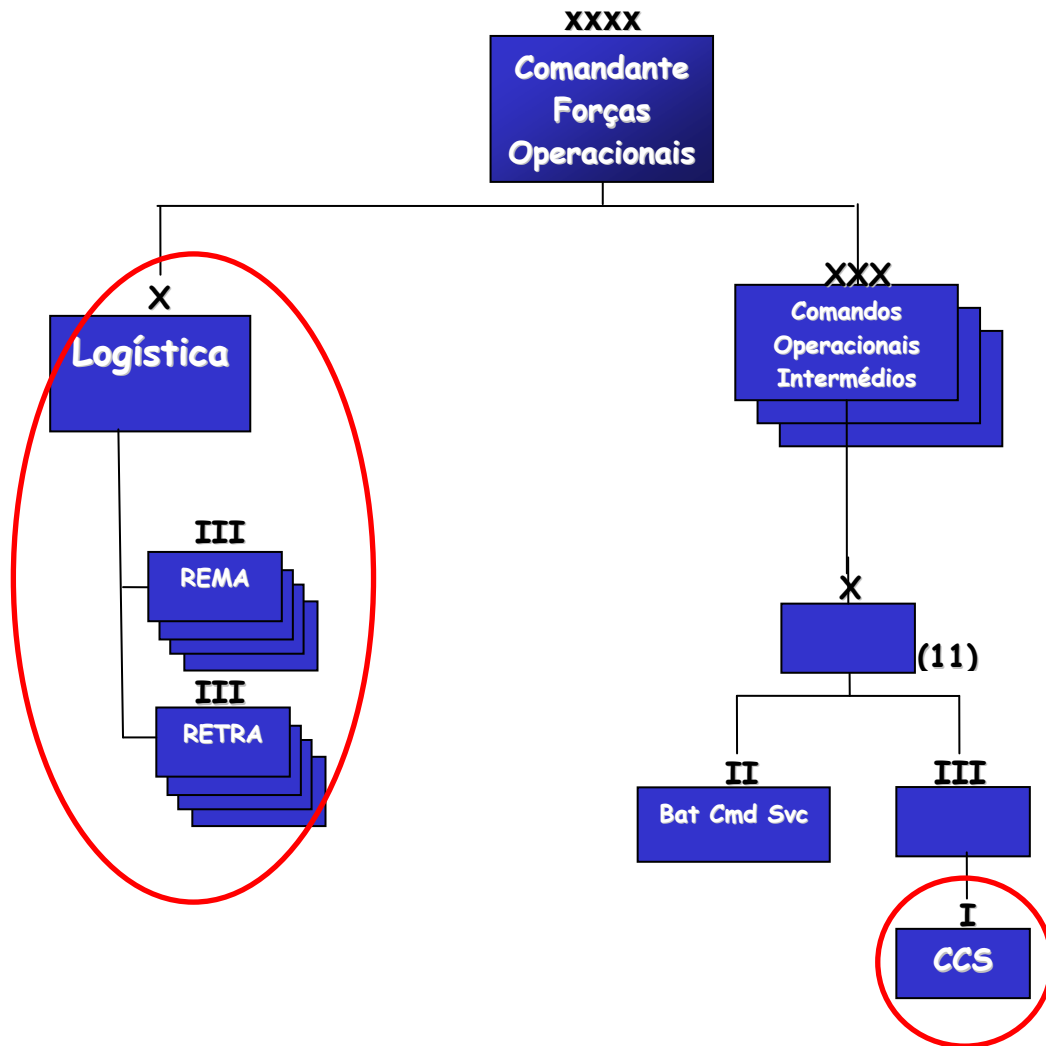 XXXX
Comandante
Forças
Operacionais
X
Logística
III
REMA
III
RETRA
XXX
Comandos
Operacionais
Intermédios
X
(11)
II
Bat Cmd Svc
III
I
CCS